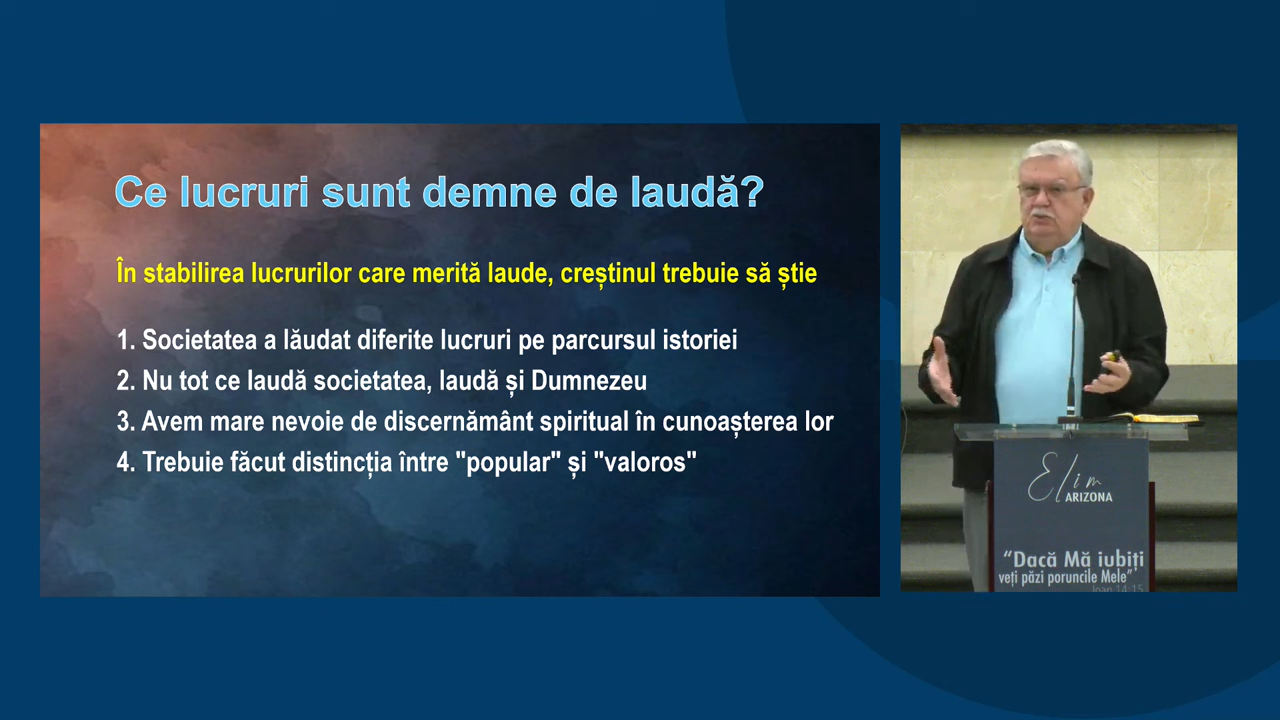 Ce lucruri sunt demne de laudă?
În stabilirea lucrurilor care merită laude, creștinul trebuie să știe
1. Societatea a lăudat diferite lucruri pe parcursul istoriei
2. Nu tot ce laudă societatea, laudă și Dumnezeu
3. Avem mare nevoie de discernământ spiritual în cunoașterea lor
4. Trebuie făcut distincția între "popular" și "valoros"
Elim
ARIZONA
“Dacă Mă iubiți
veți păzi poruncile Mele”
Ioan 14:15